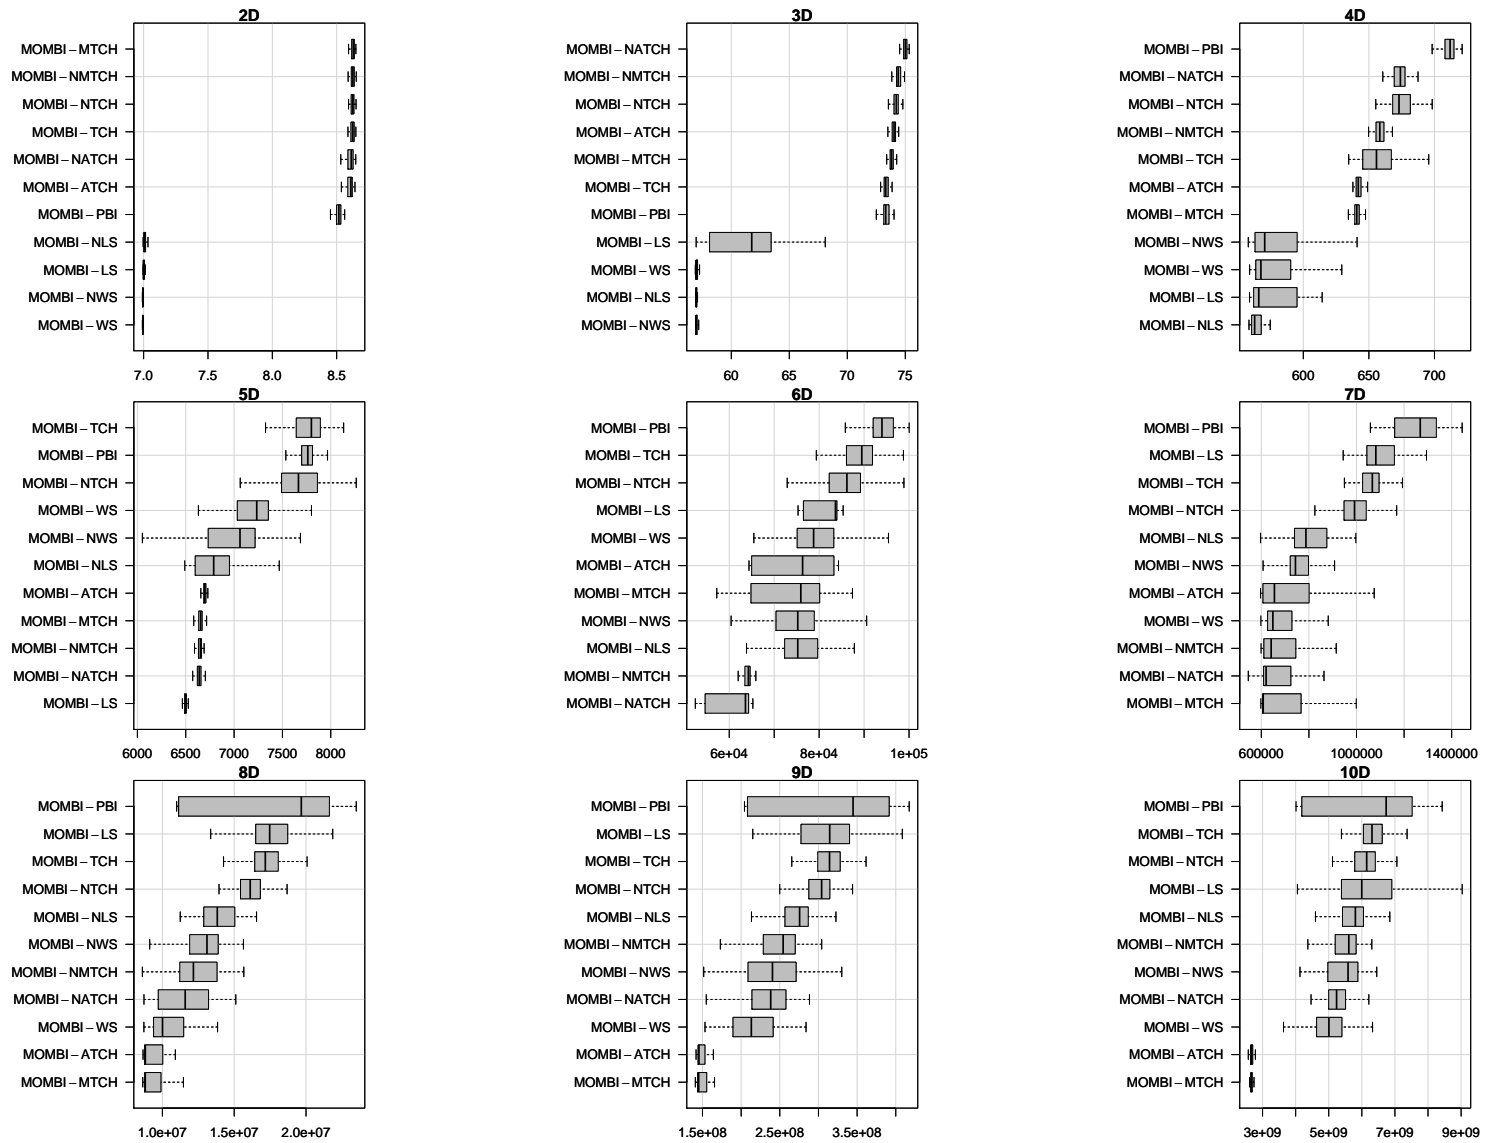 2D
MOMBI−MTCH
MOMBI−NMTCH
MOMBI−NTCH
MOMBI−TCH
MOMBI−NATCH
MOMBI−ATCH
MOMBI−PBI
MOMBI−NLS
MOMBI−LS
MOMBI−NWS
MOMBI−WS
7.0 7.5 8.0 8.5
3D
MOMBI−NATCH
MOMBI−NMTCH
MOMBI−NTCH
MOMBI−ATCH
MOMBI−MTCH
MOMBI−TCH
MOMBI−PBI
MOMBI−LS
MOMBI−WS
MOMBI−NLS
MOMBI−NWS
60 65 70 75
4D
MOMBI−PBI
MOMBI−NATCH
MOMBI−NTCH
MOMBI−NMTCH
MOMBI−TCH
MOMBI−ATCH
MOMBI−MTCH
MOMBI−NWS
MOMBI−WS
MOMBI−LS
MOMBI−NLS
600 650 700
5D
MOMBI−TCH
MOMBI−PBI
MOMBI−NTCH
MOMBI−WS
MOMBI−NWS
MOMBI−NLS
MOMBI−ATCH
MOMBI−MTCH
MOMBI−NMTCH
MOMBI−NATCH
MOMBI−LS
6000 6500 7000 7500 8000
6D
MOMBI−PBI
MOMBI−TCH
MOMBI−NTCH
MOMBI−LS
MOMBI−WS
MOMBI−ATCH
MOMBI−MTCH
MOMBI−NWS
MOMBI−NLS
MOMBI−NMTCH
MOMBI−NATCH
6e+04 8e+04 1e+05
7D
MOMBI−PBI
MOMBI−LS
MOMBI−TCH
MOMBI−NTCH
MOMBI−NLS
MOMBI−NWS
MOMBI−ATCH
MOMBI−WS
MOMBI−NMTCH
MOMBI−NATCH
MOMBI−MTCH
600000 1000000 1400000
8D
MOMBI−PBI
MOMBI−LS
MOMBI−TCH
MOMBI−NTCH
MOMBI−NLS
MOMBI−NWS
MOMBI−NMTCH
MOMBI−NATCH
MOMBI−WS
MOMBI−ATCH
MOMBI−MTCH
1.0e+07 1.5e+07 2.0e+07
9D
MOMBI−PBI
MOMBI−LS
MOMBI−TCH
MOMBI−NTCH
MOMBI−NLS
MOMBI−NMTCH
MOMBI−NWS
MOMBI−NATCH
MOMBI−WS
MOMBI−ATCH
MOMBI−MTCH
1.5e+08 2.5e+08 3.5e+08
10D
MOMBI−PBI
MOMBI−TCH
MOMBI−NTCH
MOMBI−LS
MOMBI−NLS
MOMBI−NMTCH
MOMBI−NWS
MOMBI−NATCH
MOMBI−WS
MOMBI−ATCH
MOMBI−MTCH
3e+09 5e+09 7e+09 9e+09